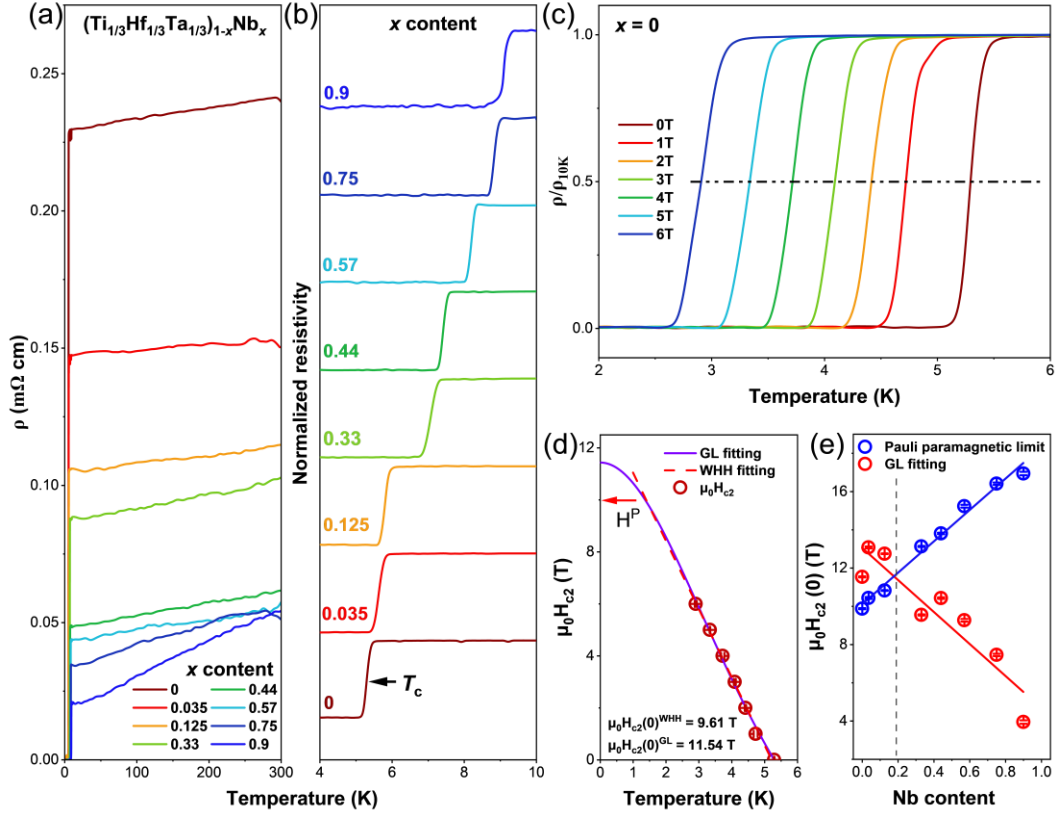 (a)
(Ti1/3Hf1/3Ta1/3)1-xNbx
0.25
0.20
0.15
0.10
0.05
0.00
ρ (mΩ cm)
x content
0
0.035
0.125
0.33
0.44
0.57
0.75
0.9
0
100
200
300
Temperature (K)
(b)
x content
0.9
0.75
0.57
0.44
0.33
0.125
0.035
0
Tc
Normalized resistivity
4
6
8
10
Temperature (K)
(c)
x = 0
1.0
0.5
0.0
ρ/ρ10K
0T
1T
2T
3T
4T
5T
6T
2
3
4
5
6
Temperature (K)
(d)
12
10
8
6
4
2
0
μ0Hc2 (T)
GL fitting
WHH fitting
μ0Hc2
HP
μ0Hc2(0)WHH = 9.61 T
μ0Hc2(0)GL = 11.54 T
0
1
2
3
4
5
6
Temperature (K)
(e)
Pauli paramagnetic limit
GL fitting
16
12
8
4
μ0Hc2 (0) (T)
0.0
0.2
0.4
0.6
0.8
1.0
Nb content